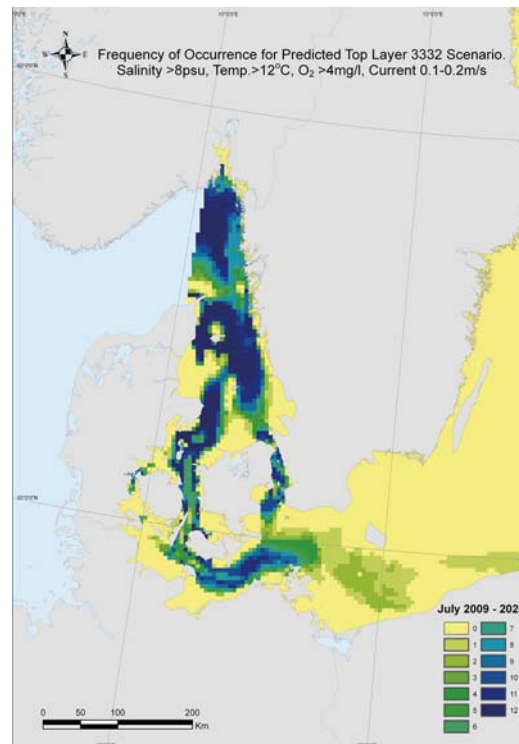 N
W E
S
Frequency of Occurrence for Predicted Top Layer 3332 Scenario.
Salinity >8psu, Temp.>12°C, O₂ >4mg/l, Current 0.1-0.2m/s
July 2009 - 202
0 7
1 8
2 9
3 10
4 11
5 12
6
0 50 100 200
Km